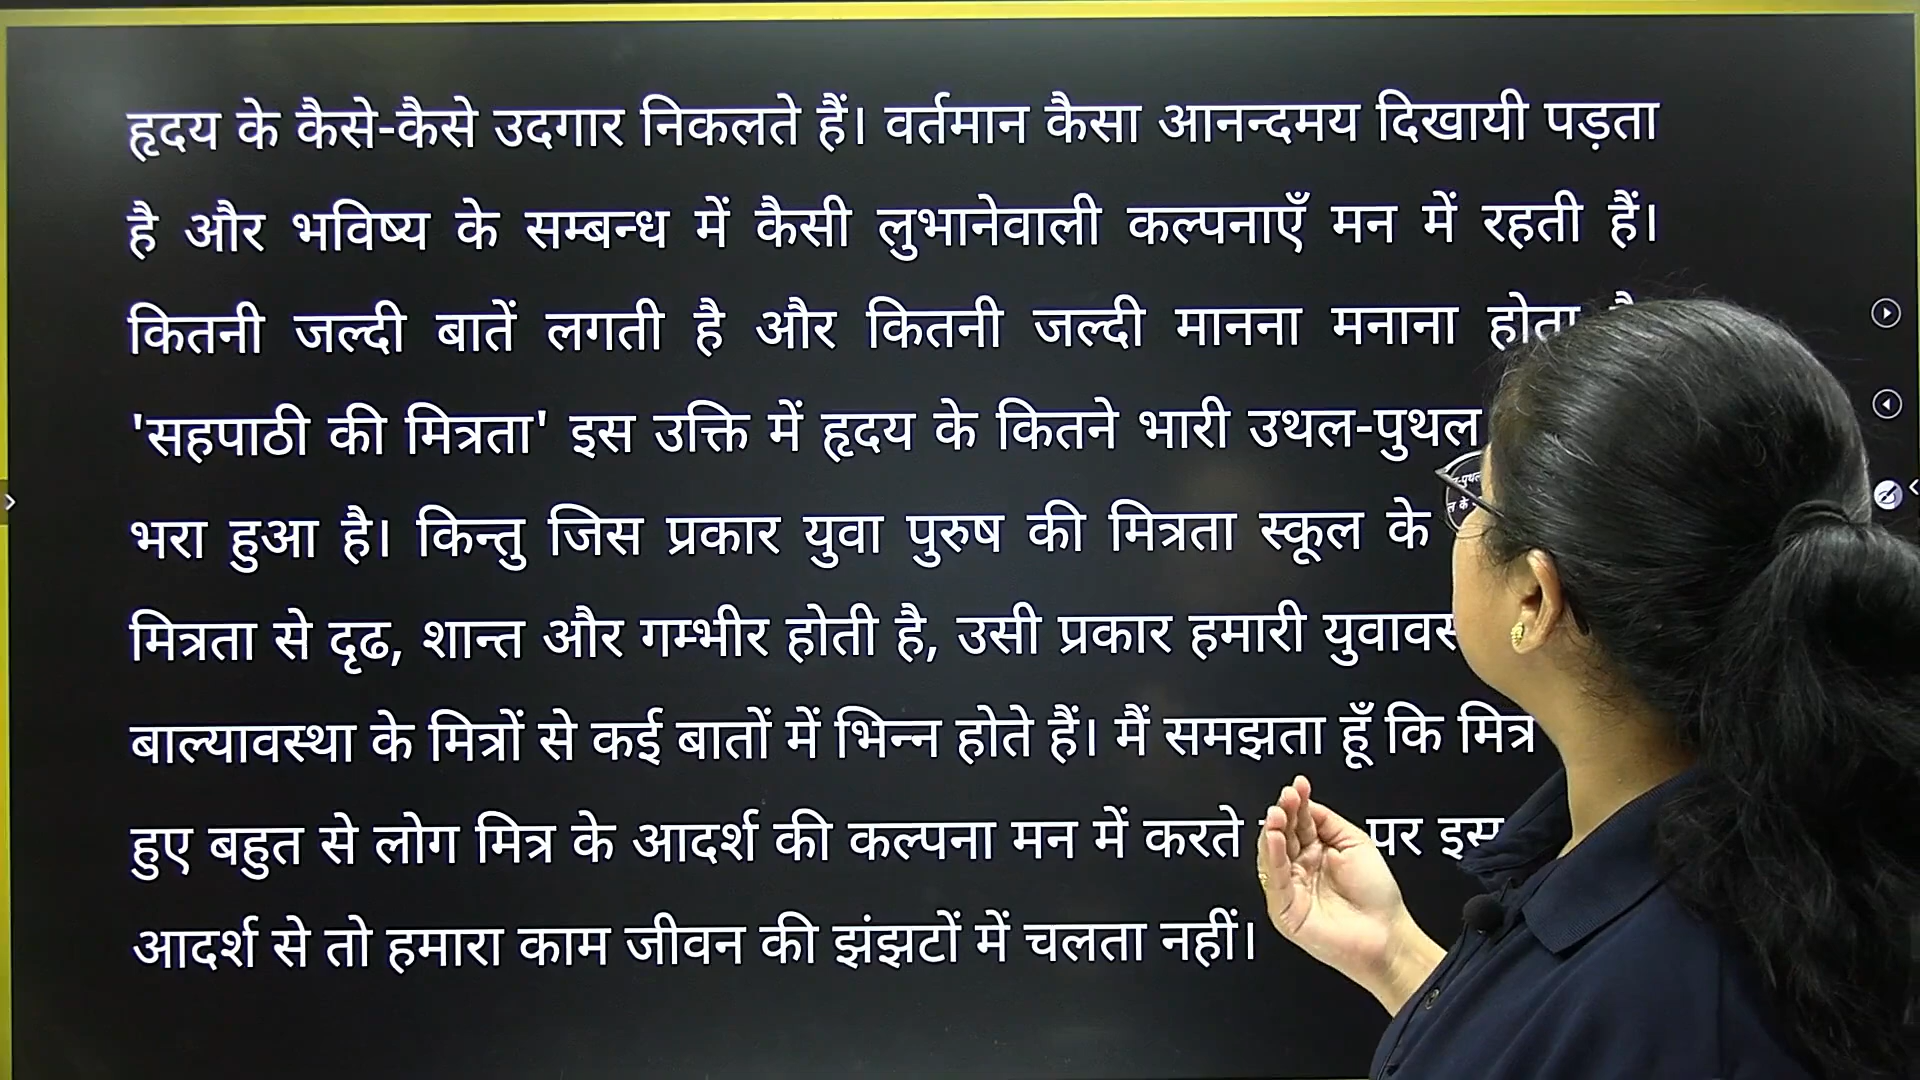 हृदय के कैसे-कैसे उदगार निकलते हैं। वर्तमान कैसा आनन्दमय दिखायी पड़ता
है और भविष्य के सम्बन्ध में कैसी लुभानेवाली कल्पनाएँ मन में रहती हैं।
कितनी जल्दी बातें लगती है और कितनी जल्दी मानना मनाना होता
'सहपाठी की मित्रता' इस उक्ति में हृदय के कितने भारी उथल-पुथल
भरा हुआ है। किन्तु जिस प्रकार युवा पुरुष की मित्रता स्कूल के
मित्रता से दृढ, शान्त और गम्भीर होती है, उसी प्रकार हमारी
बाल्यावस्था के मित्रों से कई बातों में भिन्न होते हैं। मैं समझता हूँ कि मित्र
हुए बहुत से लोग मित्र के आदर्श की कल्पना मन में करते पर इस
आदर्श से तो हमारा काम जीवन की झंझटों में चलता नहीं।